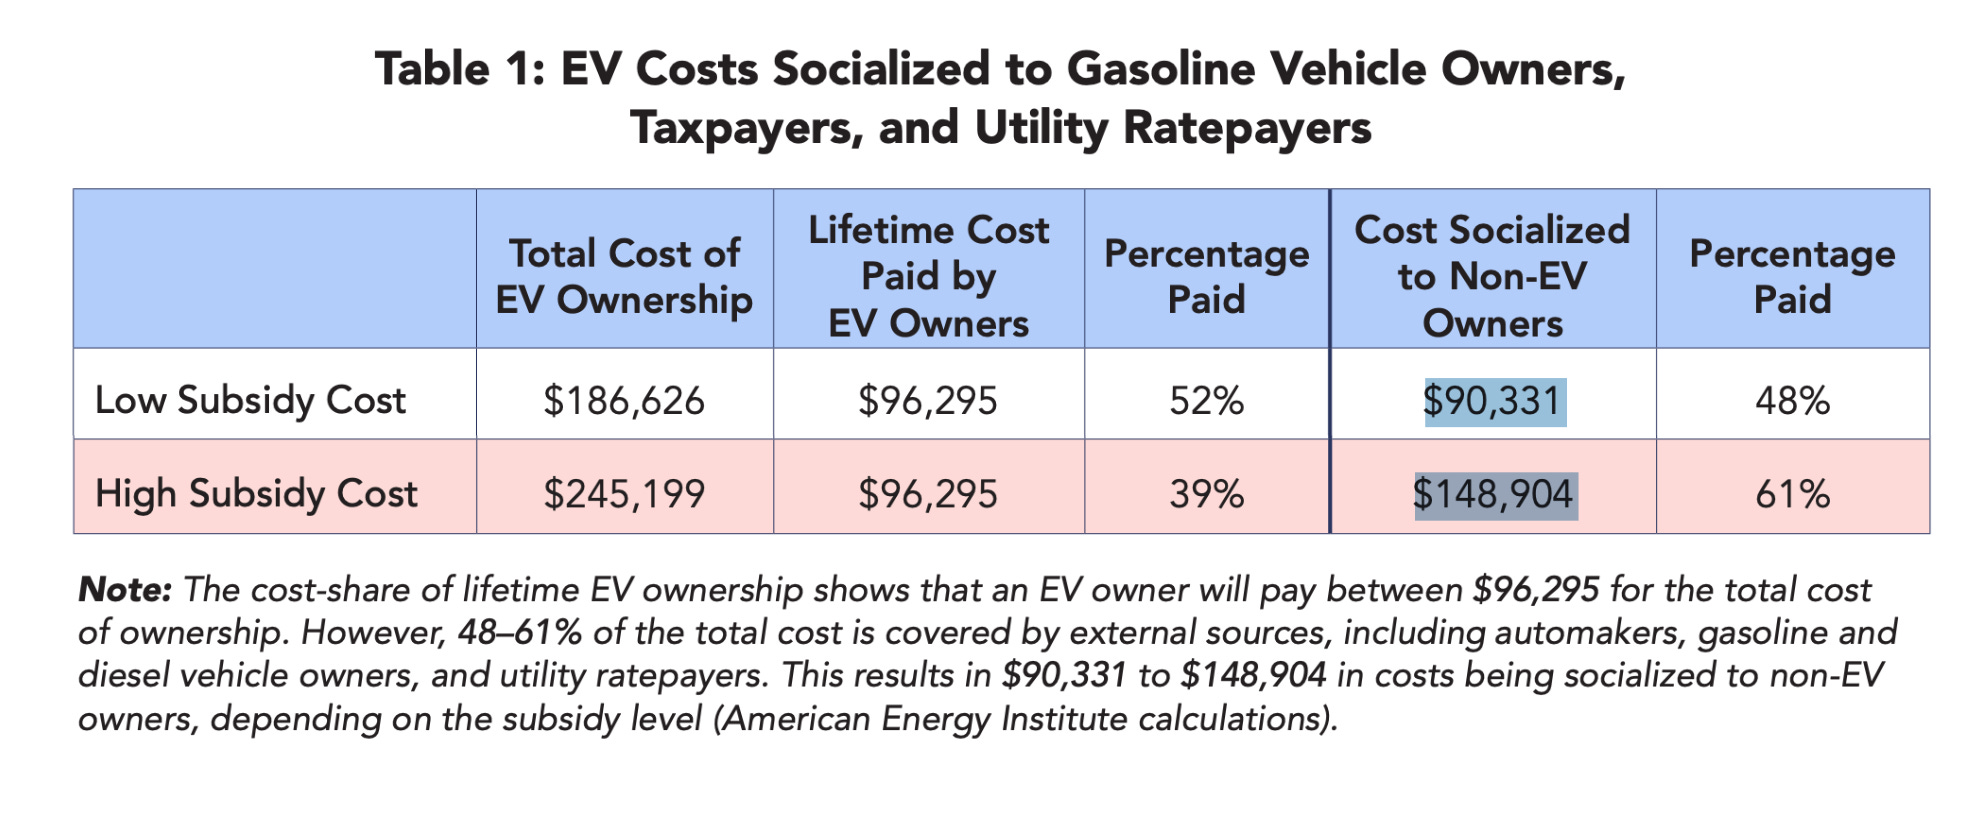 Table 1: EV Costs Socialized to Gasoline Vehicle Owners,
Taxpayers, and Utility Ratepayers
Total Cost of
EV Ownership
Lifetime Cost
Paid by
EV Owners
Percentage
Paid
Cost Socialized
to Non-EV
Owners
Percentage
Paid
Low Subsidy Cost $186,626 $96,295 52% $90,331 48%
High Subsidy Cost $245,199 $96,295 39% $148,904 61%
Note: The cost-share of lifetime EV ownership shows that an EV owner will pay between $96,295 for the total cost
of ownership. However, 48–61% of the total cost is covered by external sources, including automakers, gasoline and
diesel vehicle owners, and utility ratepayers. This results in $90,331 to $148,904 in costs being socialized to non-EV
owners, depending on the subsidy level (American Energy Institute calculations).